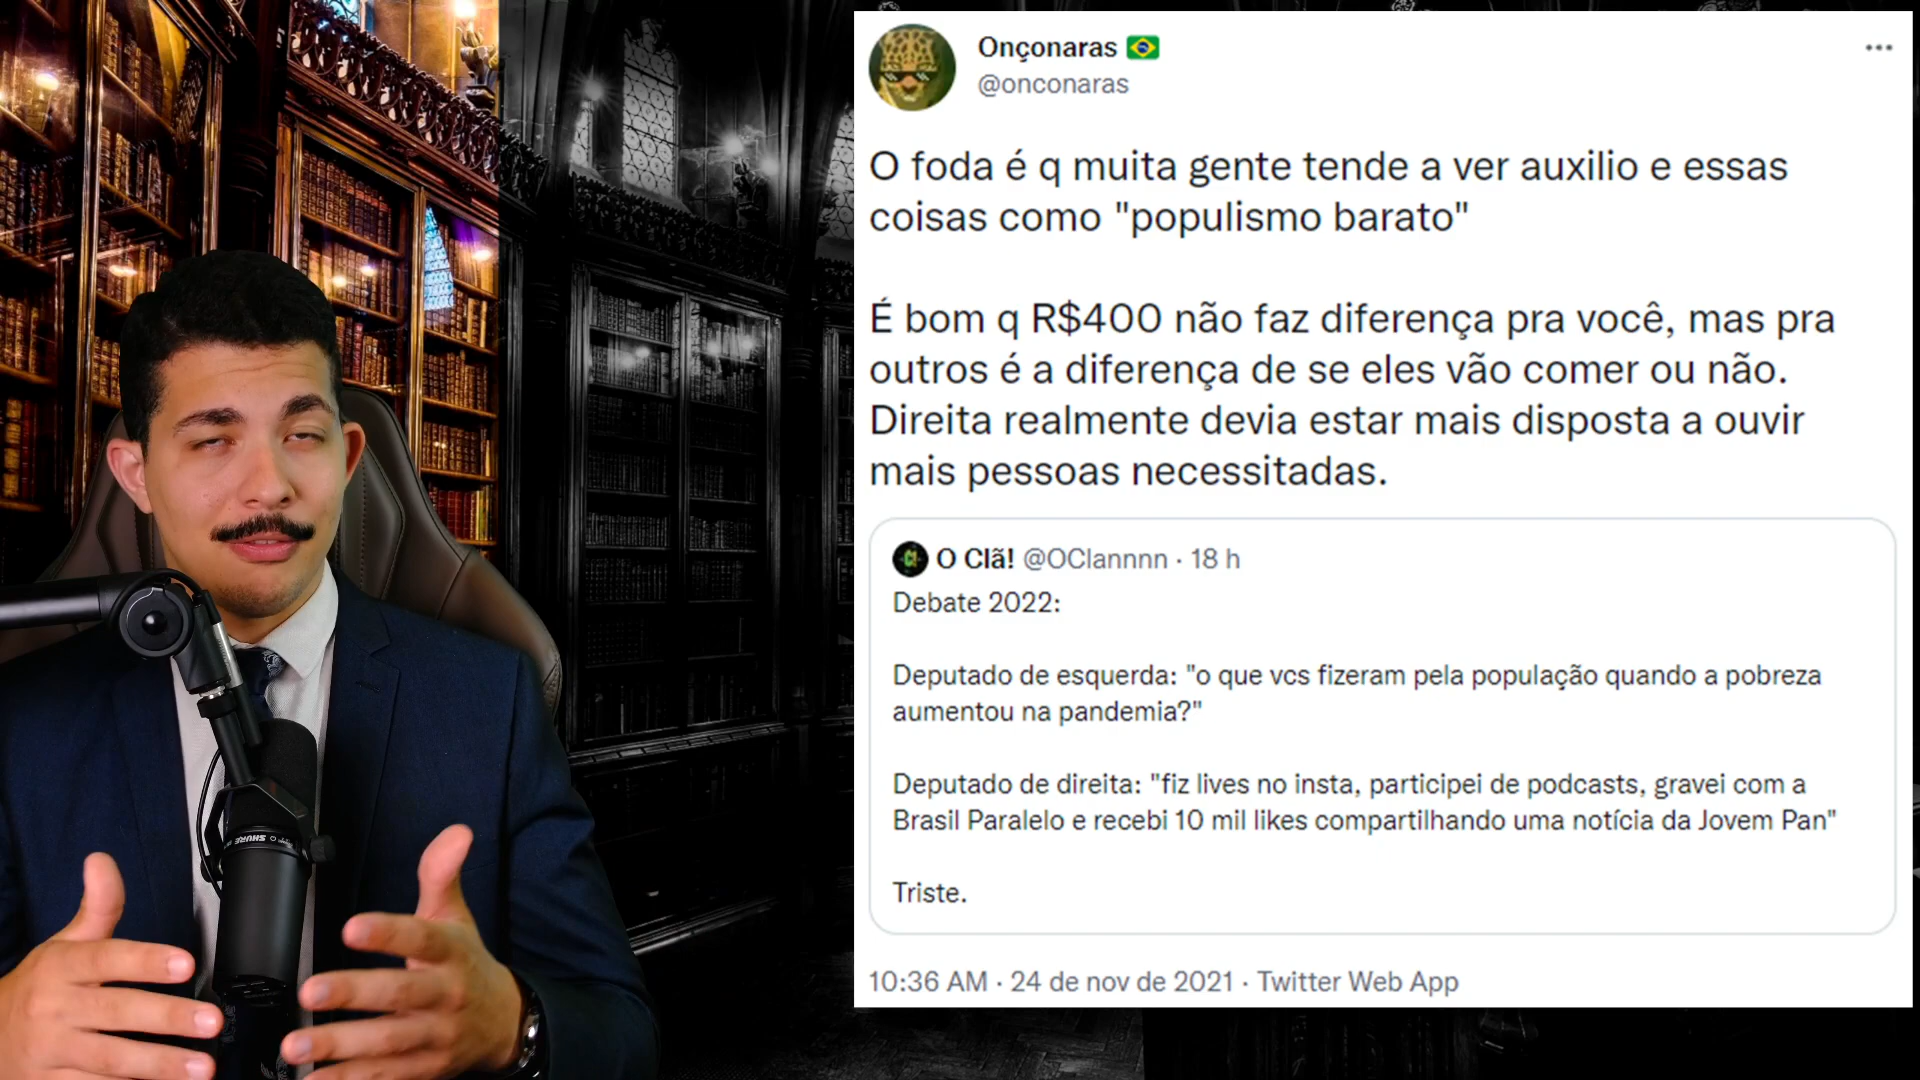 Onçonaras
@onconaras
O foda é q muita gente tende a ver auxilio e essas
coisas como "populismo barato"
É bom q R$400 não faz diferença pra você, mas pra
outros é a diferença de se eles vão comer ou não.
Direita realmente devia estar mais disposta a ouvir
mais pessoas necessitadas.
O Clã! @OClannnn · 18 h
Debate 2022:
Deputado de esquerda: "o que vcs fizeram pela população quando a pobreza
aumentou na pandemia?"
Deputado de direita: "fiz lives no insta, participei de podcasts, gravei com a
Brasil Paralelo e recebi 10 mil likes compartilhando uma notícia da Jovem Pan"
Triste.
10:36 AM · 24 de nov de 2021 · Twitter Web App
SHURE